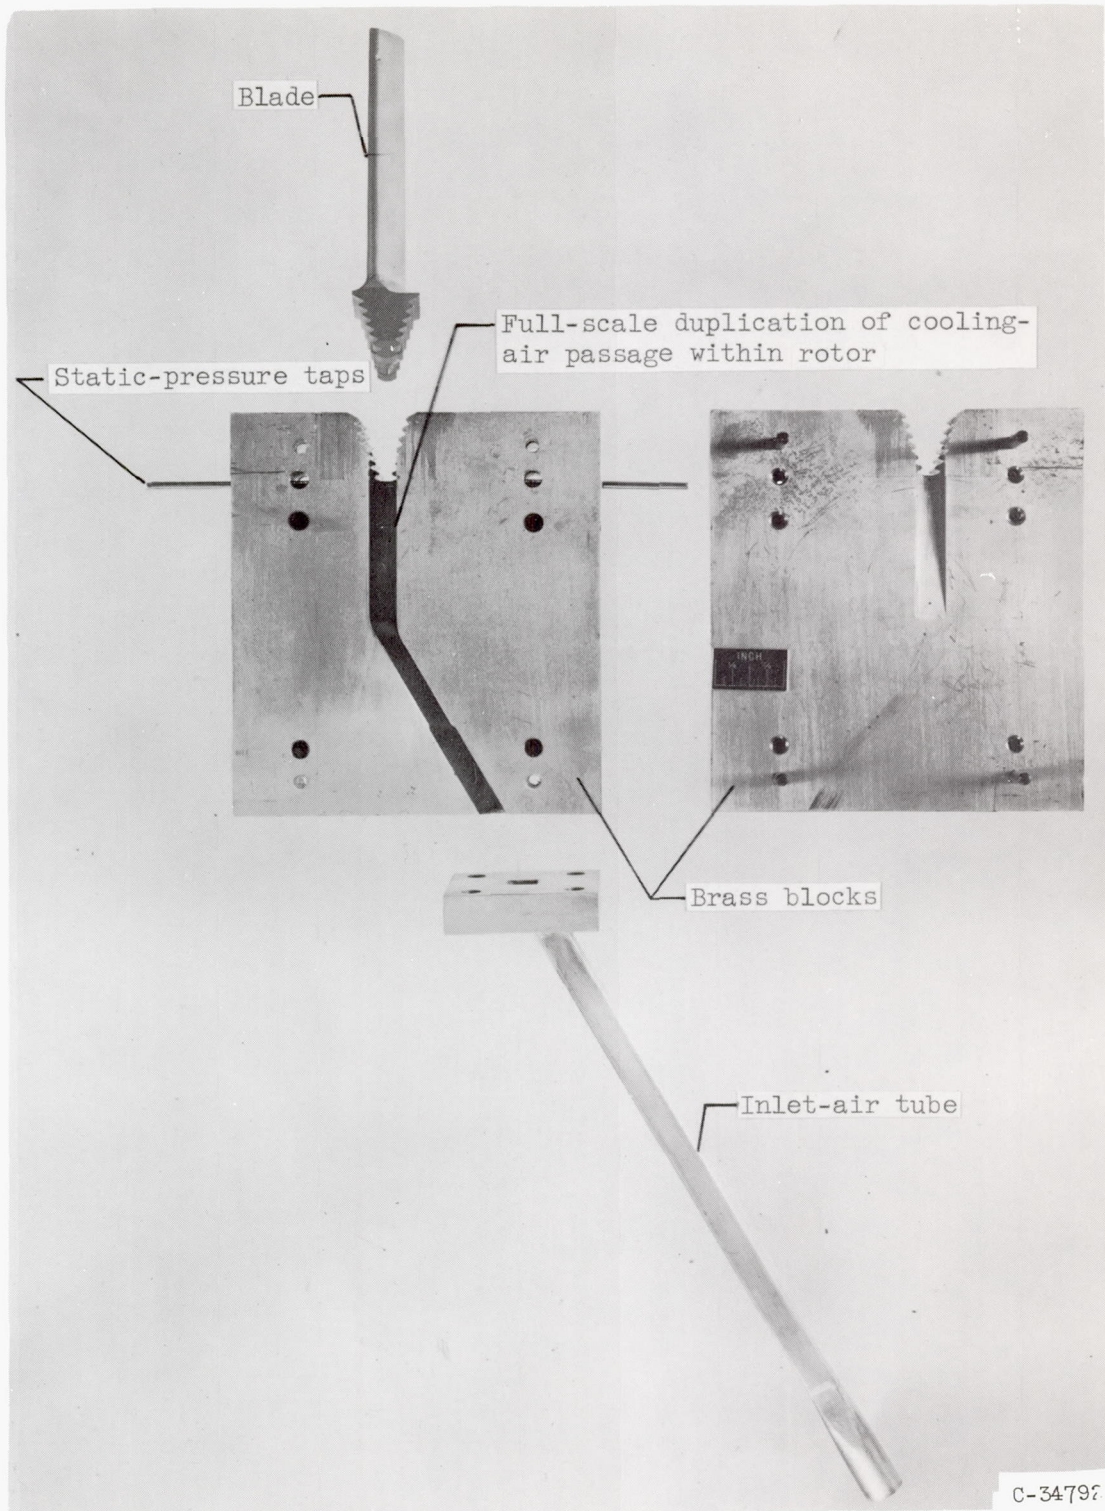 Blade
Full-scale duplication of cooling-
air passage within rotor
Static-pressure taps
INCH
Brass blocks
Inlet-air tube